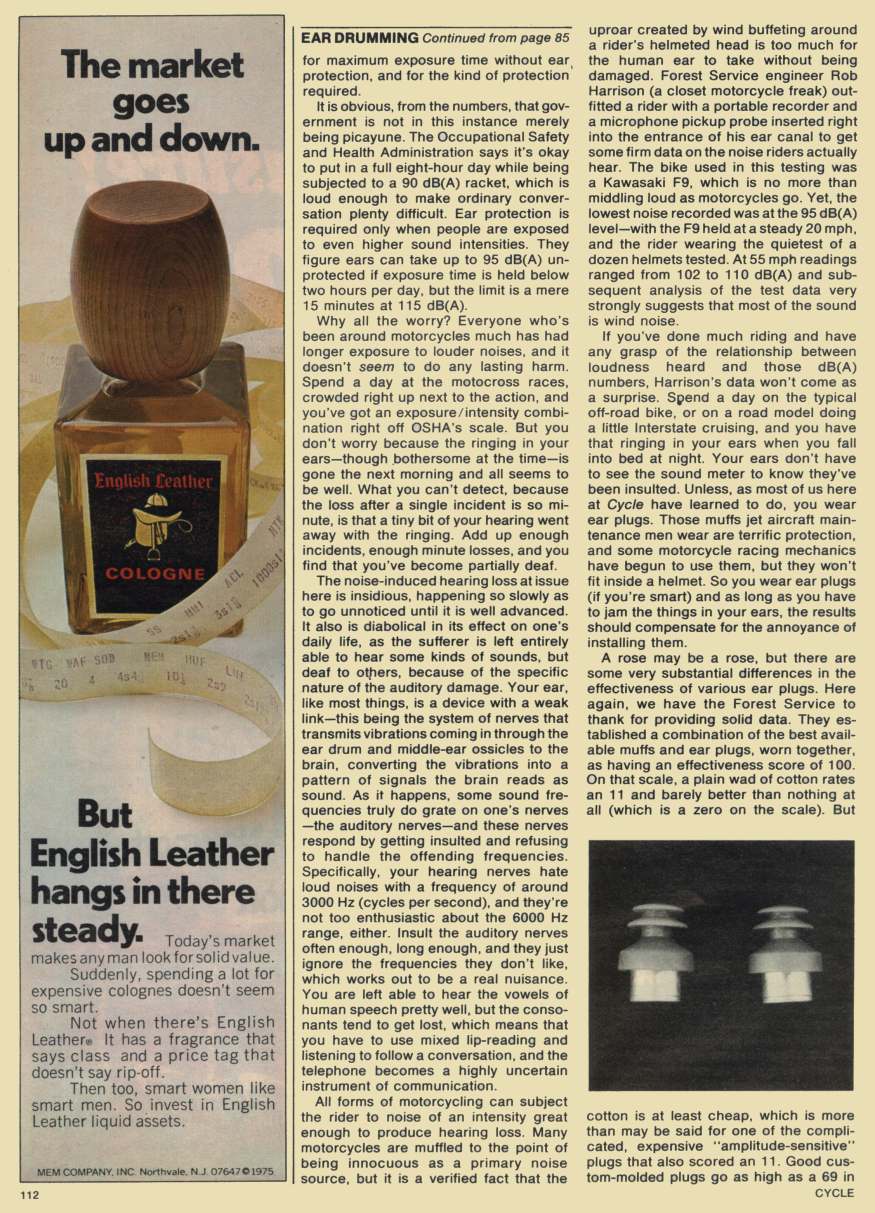 The market
goes
up and down.
English Leather
COLOGNE
But
English Leather
hangs in there
steady.
Today's market
makes any man look for solid value.
Suddenly, spending a lot for
expensive colognes doesn't seem
so smart.
Not when there's English
Leather® It has a fragrance that
says class and a price tag that
doesn't say rip-off.
Then too, smart women like
smart men. So invest in English
Leather liquid assets.
MEM COMPANY, INC. Northvale, N.J. 07647 © 1975
EAR DRUMMING Continued from page 85
for maximum exposure time without ear
protection, and for the kind of protection
required.
It is obvious, from the numbers, that gov-
ernment is not in this instance merely
being picayune. The Occupational Safety
and Health Administration says it's okay
to put in a full eight-hour day while being
subjected to a 90 dB(A) racket, which is
loud enough to make ordinary conver-
sation plenty difficult. Ear protection is
required only when people are exposed
to even higher sound intensities. They
figure ears can take up to 95 dB(A) un-
protected if exposure time is held below
two hours per day, but the limit is a mere
15 minutes at 115 dB(A).
Why all the worry? Everyone who's
been around motorcycles much has had
longer exposure to louder noises, and it
doesn't seem to do any lasting harm.
Spend a day at the motocross races,
crowded right up next to the action, and
you've got an exposure/intensity combi-
nation right off OSHA's scale. But you
don't worry because the ringing in your
ears—though bothersome at the time—is
gone the next morning and all seems to
be well. What you can't detect, because
the loss after a single incident is so mi-
nute, is that a tiny bit of your hearing went
away with the ringing. Add up enough
incidents, enough minute losses, and you
find that you've become partially deaf.
The noise-induced hearing loss at issue
here is insidious, happening so slowly as
to go unnoticed until it is well advanced.
It also is diabolical in its effect on one's
daily life, as the sufferer is left entirely
able to hear some kinds of sounds, but
deaf to others, because of the specific
nature of the auditory damage. Your ear,
like most things, is a device with a weak
link—this being the system of nerves that
transmits vibrations coming in through the
ear drum and middle-ear ossicles to the
brain, converting the vibrations into a
pattern of signals the brain reads as
sound. As it happens, some sound fre-
quencies truly do grate on one's nerves
—the auditory nerves—and these nerves
respond by getting insulted and refusing
to handle the offending frequencies.
Specifically, your hearing nerves hate
loud noises with a frequency of around
3000 Hz (cycles per second), and they're
not too enthusiastic about the 6000 Hz
range, either. Insult the auditory nerves
often enough, long enough, and they just
ignore the frequencies they don't like,
which works out to be a real nuisance.
You are left able to hear the vowels of
human speech pretty well, but the conso-
nants tend to get lost, which means that
you have to use mixed lip-reading and
listening to follow a conversation, and the
telephone becomes a highly uncertain
instrument of communication.
All forms of motorcycling can subject
the rider to noise of an intensity great
enough to produce hearing loss. Many
motorcycles are muffled to the point of
being innocuous as a primary noise
source, but it is a verified fact that the
uproar created by wind buffeting around
a rider's helmeted head is too much for
the human ear to take without being
damaged. Forest Service engineer Rob
Harrison (a closet motorcycle freak) out-
fitted a rider with a portable recorder and
a microphone pickup probe inserted right
into the entrance of his ear canal to get
some firm data on the noise riders actually
hear. The bike used in this testing was
a Kawasaki F9, which is no more than
middling loud as motorcycles go. Yet, the
lowest noise recorded was at the 95 dB(A)
level—with the F9 held at a steady 20 mph,
and the rider wearing the quietest of a
dozen helmets tested. At 55 mph readings
ranged from 102 to 110 dB(A) and sub-
sequent analysis of the test data very
strongly suggests that most of the sound
is wind noise.
If you've done much riding and have
any grasp of the relationship between
loudness heard and those dB(A)
numbers, Harrison's data won't come as
a surprise. Spend a day on the typical
off-road bike, or on a road model doing
a little Interstate cruising, and you have
that ringing in your ears when you fall
into bed at night. Your ears don't have
to see the sound meter to know they've
been insulted. Unless, as most of us here
at Cycle have learned to do, you wear
ear plugs. Those muffs jet aircraft main-
tenance men wear are terrific protection,
and some motorcycle racing mechanics
have begun to use them, but they won't
fit inside a helmet. So you wear ear plugs
(if you're smart) and as long as you have
to jam the things in your ears, the results
should compensate for the annoyance of
installing them.
A rose may be a rose, but there are
some very substantial differences in the
effectiveness of various ear plugs. Here
again, we have the Forest Service to
thank for providing solid data. They es-
tablished a combination of the best avail-
able muffs and ear plugs, worn together,
as having an effectiveness score of 100.
On that scale, a plain wad of cotton rates
an 11 and barely better than nothing at
all (which is a zero on the scale). But
cotton is at least cheap, which is more
than may be said for one of the compli-
cated, expensive "amplitude-sensitive"
plugs that also scored an 11. Good cus-
tom-molded plugs go as high as a 69 in
112
CYCLE